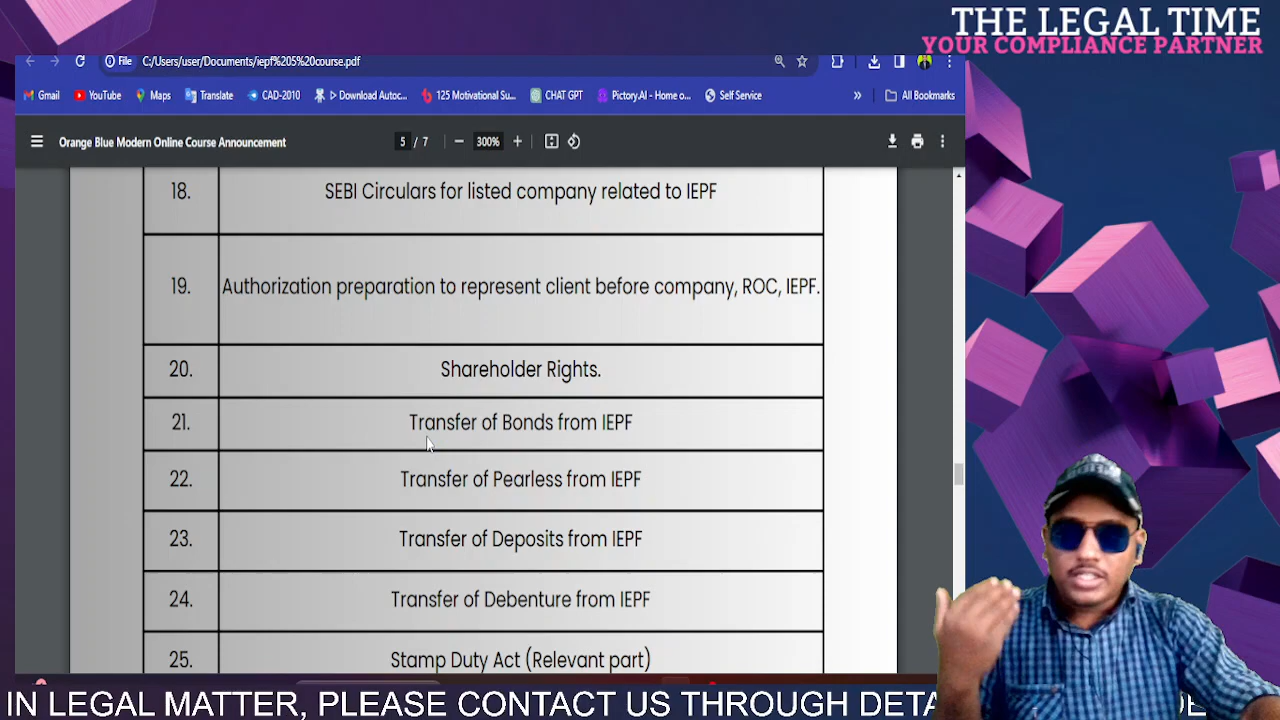 THE LEGAL TIME
YOUR COMPLIANCE PARTNER
File C:/Users/user/Documents/iepf%205%20course.pdf
Gmail YouTube Maps Translate CAD-2010 > Download Autoc... 125 Motivational Su... CHAT GPT Pictory.AI - Home o... Self Service » All Bookmarks
Orange Blue Modern Online Course Announcement 5 / 7 300%
18. SEBI Circulars for listed company related to IEPF
19. Authorization preparation to represent client before company, ROC, IEPF.
20. Shareholder Rights.
21. Transfer of Bonds from IEPF
22. Transfer of Pearless from IEPF
23. Transfer of Deposits from IEPF
24. Transfer of Debenture from IEPF
25. Stamp Duty Act (Relevant part)
IN LEGAL MATTER, PLEASE CONTACT US THROUGH DETA